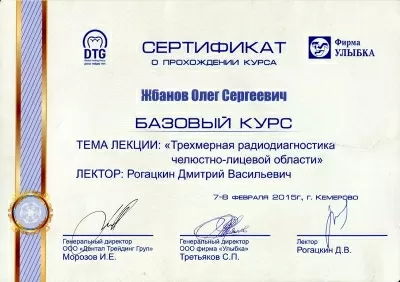 DTG
СЕРТИФИКАТ
О ПРОХОЖДЕНИИ КУРСА
Фирма
УЛЫБКА
Жбанов Олег Сергеевич
БАЗОВЫЙ КУРС
ТЕМА ЛЕКЦИИ: «Трехмерная радиодиагностика
челюстно-лицевой области»
ЛЕКТОР: Рогацкин Дмитрий Васильевич
7-8 ФЕВРАЛЯ 2015г., г. КЕМЕРОВО
Генеральный директор
ООО «Дентал Трейдинг Груп»
Морозов И.Е.
Генеральный директор
ООО фирма «Улыбка»
Третьяков С.П.
Лектор
Рогацкин Д.В.